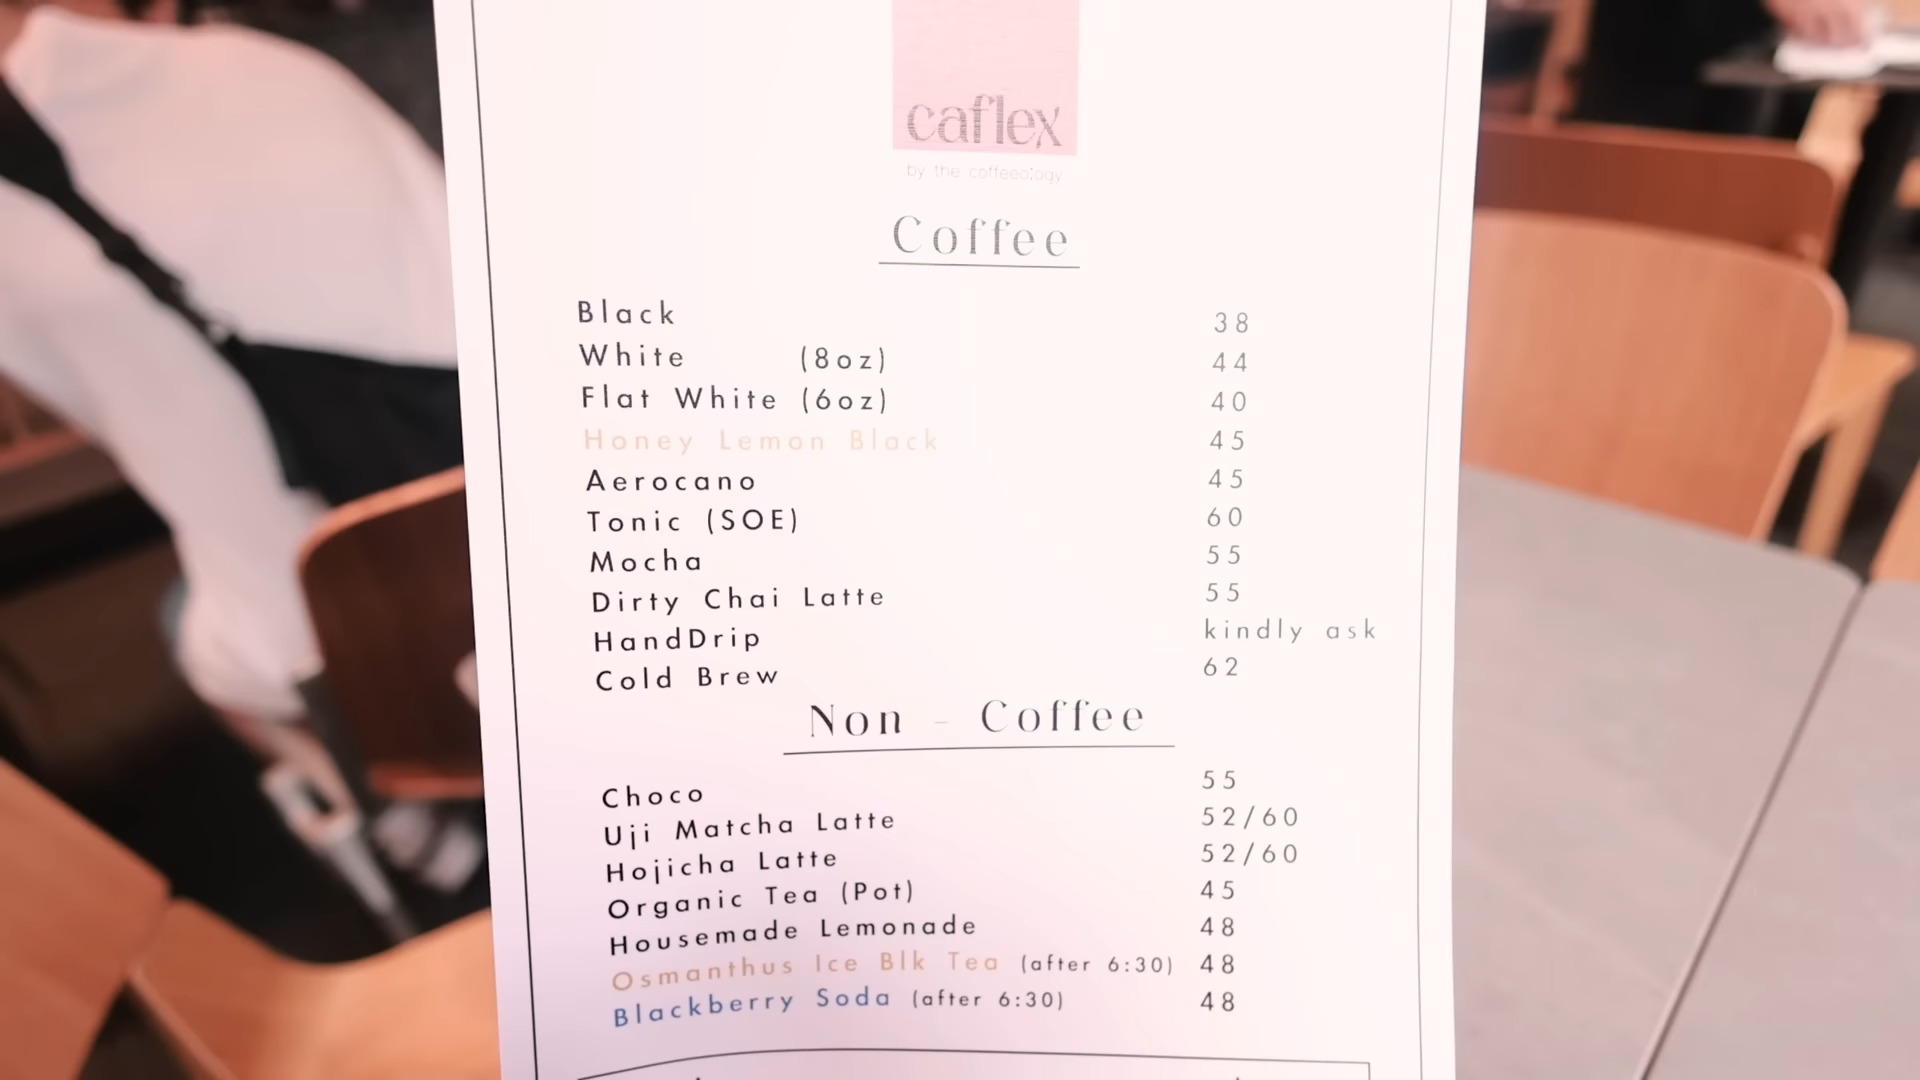 caflex
by the coffeeology
Coffee
Black 38
White (8oz) 44
Flat White (6oz) 40
Honey Lemon Black 45
Aerocano 45
Tonic (SOE) 60
Mocha 55
Dirty Chai Latte 55
HandDrip kindly ask
Cold Brew 62
Non - Coffee
Choco 55
Uji Matcha Latte 52/60
Hojicha Latte 52/60
Organic Tea (Pot) 45
Housemade Lemonade 48
Osmanthus Ice Blk Tea (after 6:30) 48
Blackberry Soda (after 6:30) 48